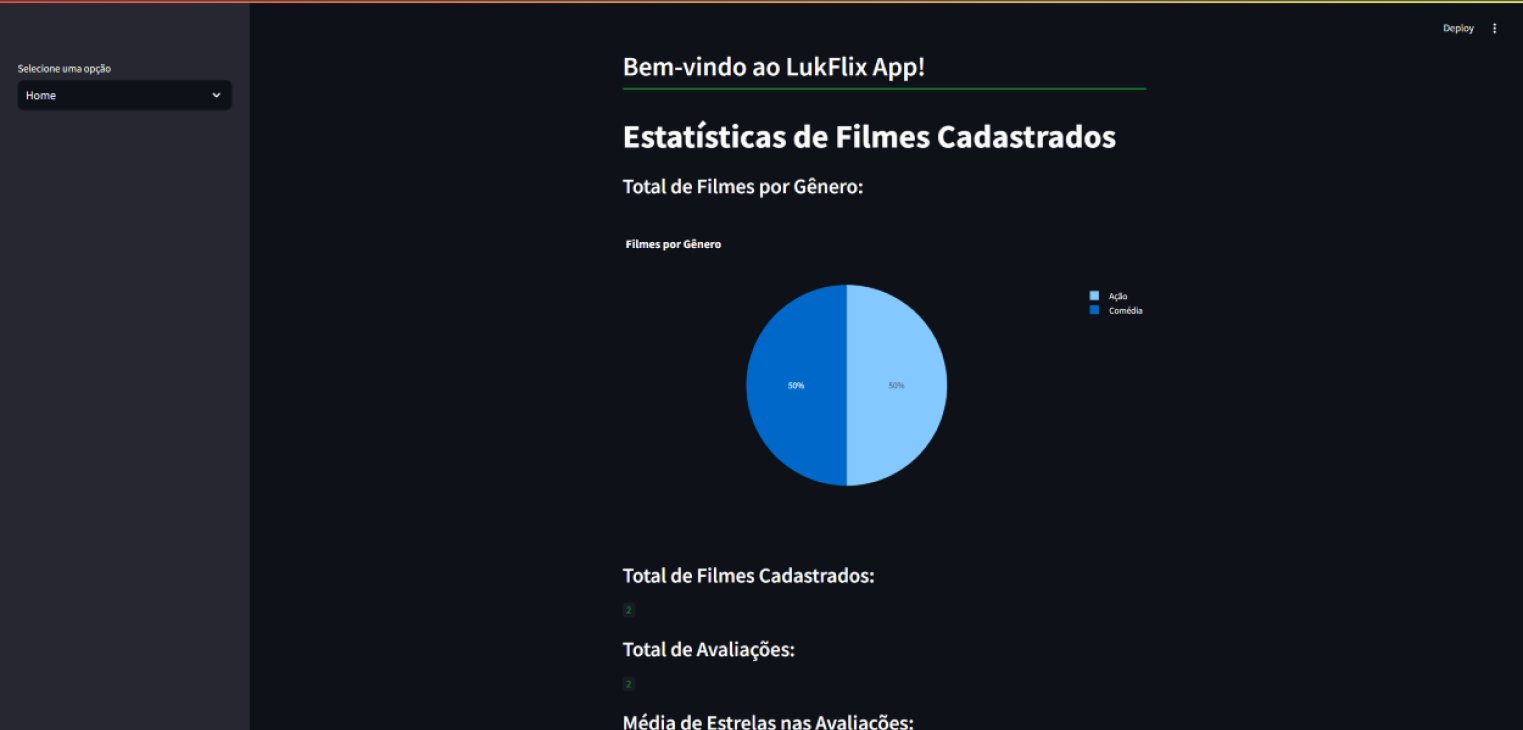 Deploy
Selecione uma opção
Home
Bem-vindo ao LukFlix App!
Estatísticas de Filmes Cadastrados
Total de Filmes por Gênero:
Filmes por Gênero
Ação
Comédia
50%
50%
Total de Filmes Cadastrados:
2
Total de Avaliações:
2
Média de Estrelas nas Avaliações: